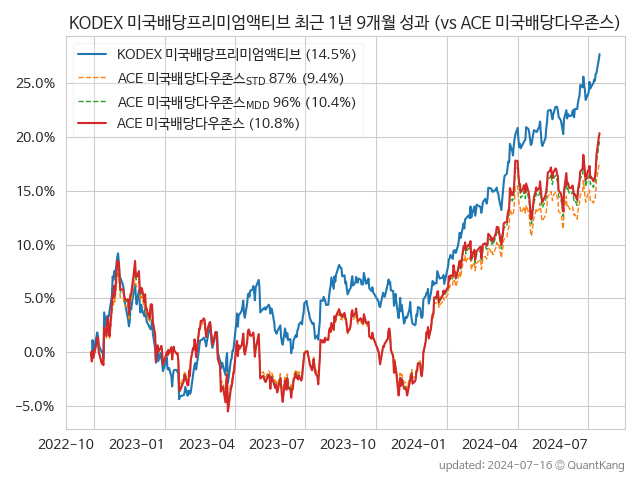 KODEX 미국배당프리미엄액티브 최근 1년 9개월 성과 (vs ACE 미국배당다우존스)
KODEX 미국배당프리미엄액티브 (14.5%)
ACE 미국배당다우존스STD 87% (9.4%)
ACE 미국배당다우존스MDD 96% (10.4%)
ACE 미국배당다우존스 (10.8%)
25.0%
20.0%
15.0%
10.0%
5.0%
0.0%
−5.0%
2022-10 2023-01 2023-04 2023-07 2023-10 2024-01 2024-04 2024-07
updated: 2024-07-16 © QuantKang